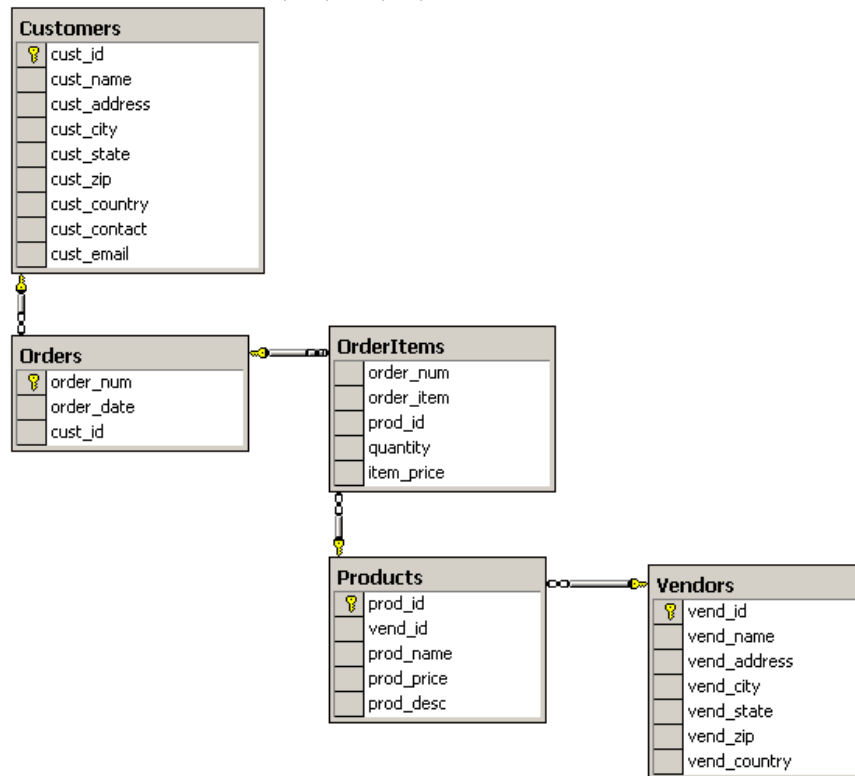 Customers
cust_id
cust_name
cust_address
cust_city
cust_state
cust_zip
cust_country
cust_contact
cust_email
Orders
order_num
order_date
cust_id
OrderItems
order_num
order_item
prod_id
quantity
item_price
Products
prod_id
vend_id
prod_name
prod_price
prod_desc
Vendors
vend_id
vend_name
vend_address
vend_city
vend_state
vend_zip
vend_country